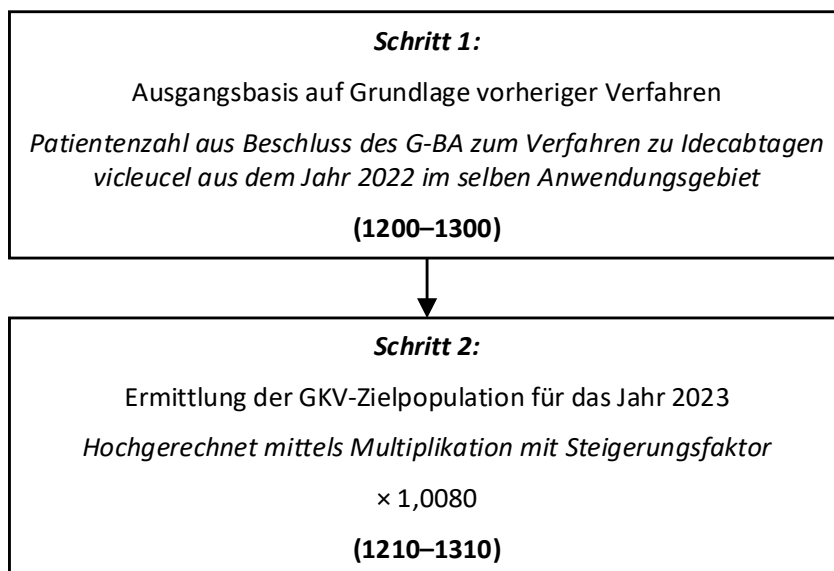 Schritt 1:
Ausgangsbasis auf Grundlage vorheriger Verfahren
Patientenzahl aus Beschluss des G-BA zum Verfahren zu Idecabtagen
vicleucel aus dem Jahr 2022 im selben Anwendungsgebiet
(1200–1300)
Schritt 2:
Ermittlung der GKV-Zielpopulation für das Jahr 2023
Hochgerechnet mittels Multiplikation mit Steigerungsfaktor
× 1,0080
(1210–1310)